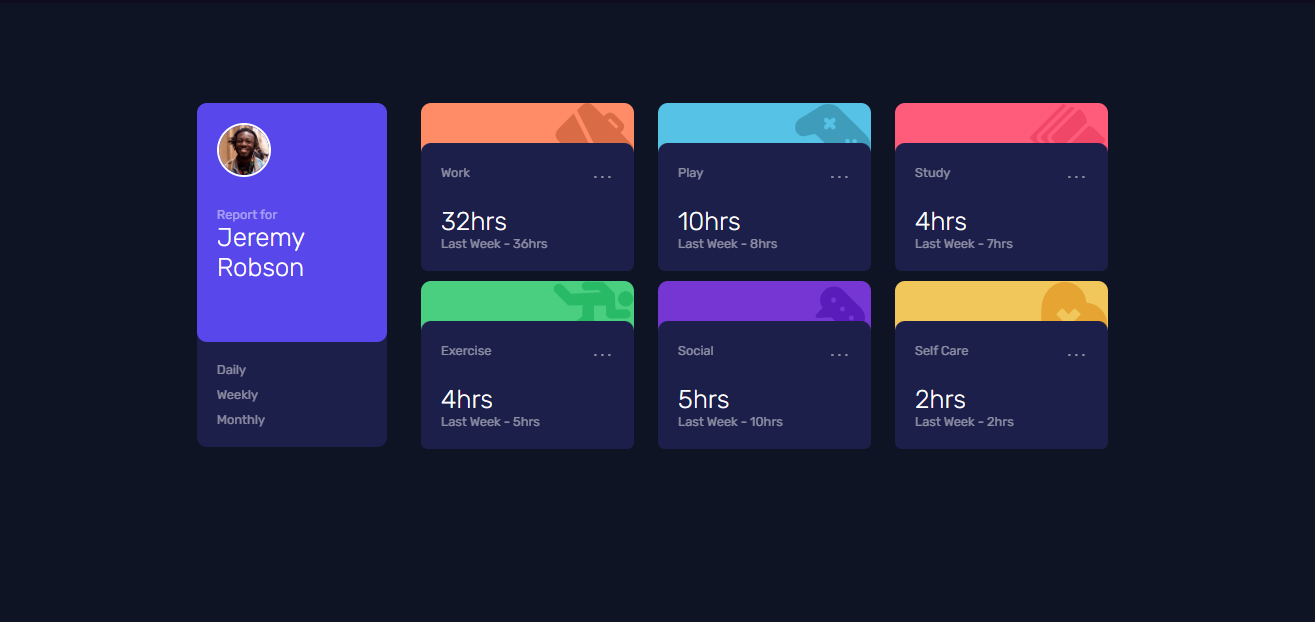 Report for
Jeremy
Robson
Daily
Weekly
Monthly
Work
...
32hrs
Last Week - 36hrs
Play
...
10hrs
Last Week - 8hrs
Study
...
4hrs
Last Week - 7hrs
Exercise
...
4hrs
Last Week - 5hrs
Social
...
5hrs
Last Week - 10hrs
Self Care
...
2hrs
Last Week - 2hrs